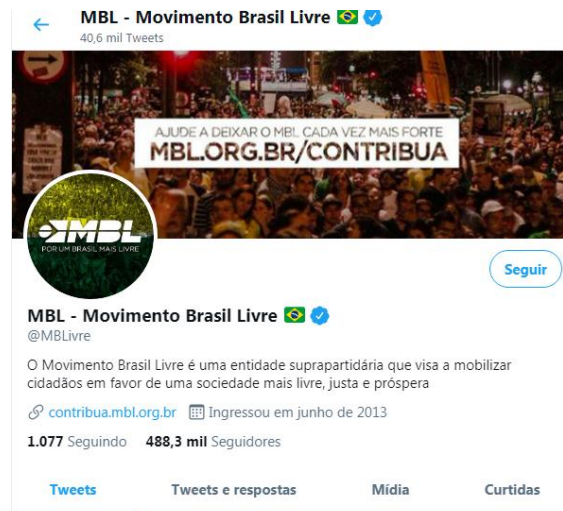 MBL - Movimento Brasil Livre
40,6 mil Tweets
AJUDE A DEIXAR O MBL CADA VEZ MAIS FORTE
MBL.ORG.BR/CONTRIBUA
MBL
POR UM BRASIL MAIS LIVRE
Seguir
MBL - Movimento Brasil Livre
@MBLivre
O Movimento Brasil Livre é uma entidade suprapartidária que visa a mobilizar
cidadãos em favor de uma sociedade mais livre, justa e próspera
contribua.mbl.org.br Ingressou em junho de 2013
1.077 Seguindo 488,3 mil Seguidores
Tweets Tweets e respostas Mídia Curtidas